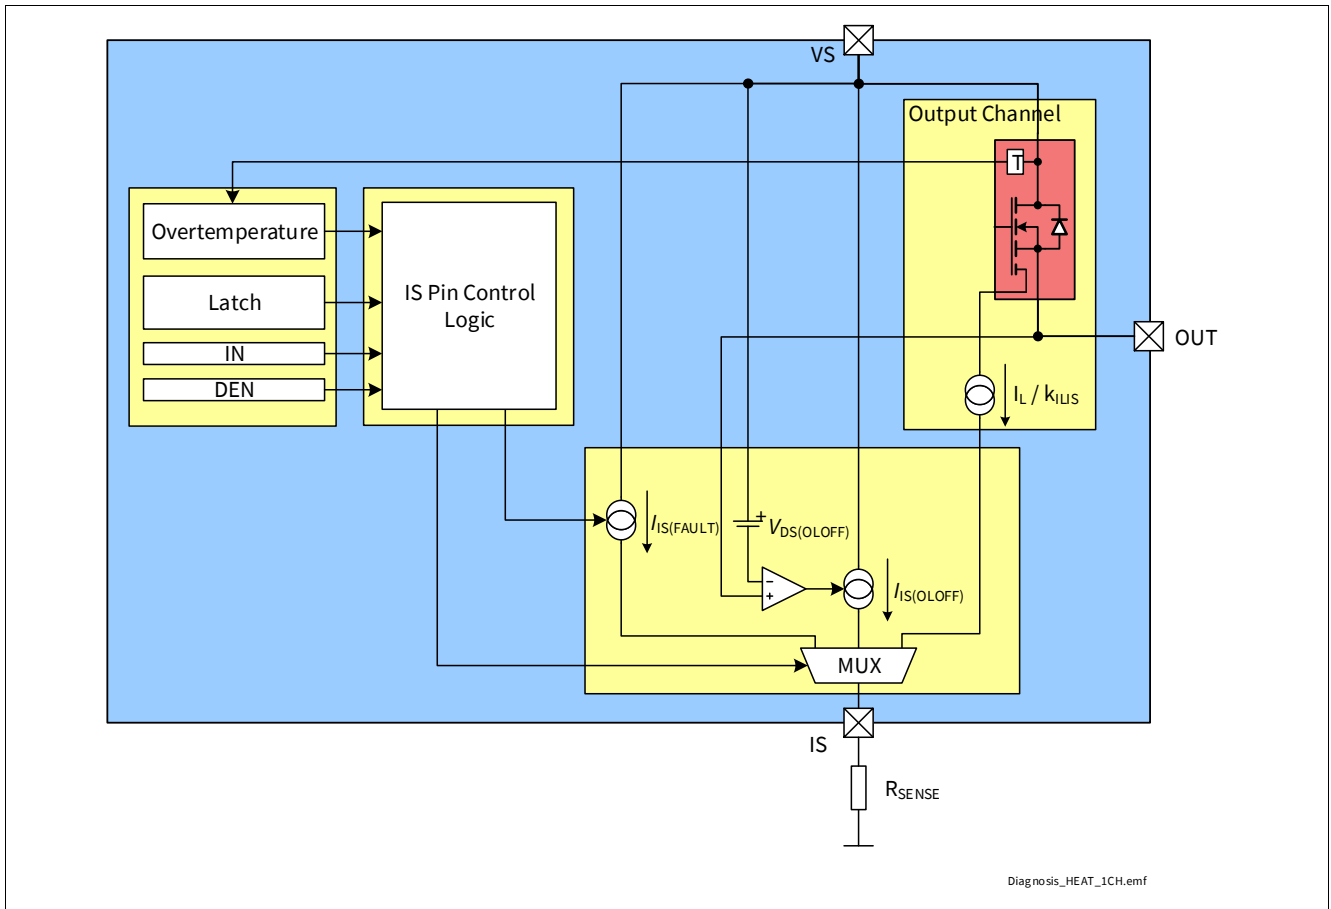 VS
Output Channel
T
Overtemperature
Latch
IN
DEN
IS Pin Control
Logic
OUT
IL / kILIS
IIS(FAULT)
+
VDS(OLOFF)
−
+
IIS(OLOFF)
MUX
IS
RSENSE
Diagnosis_HEAT_1CH.emf